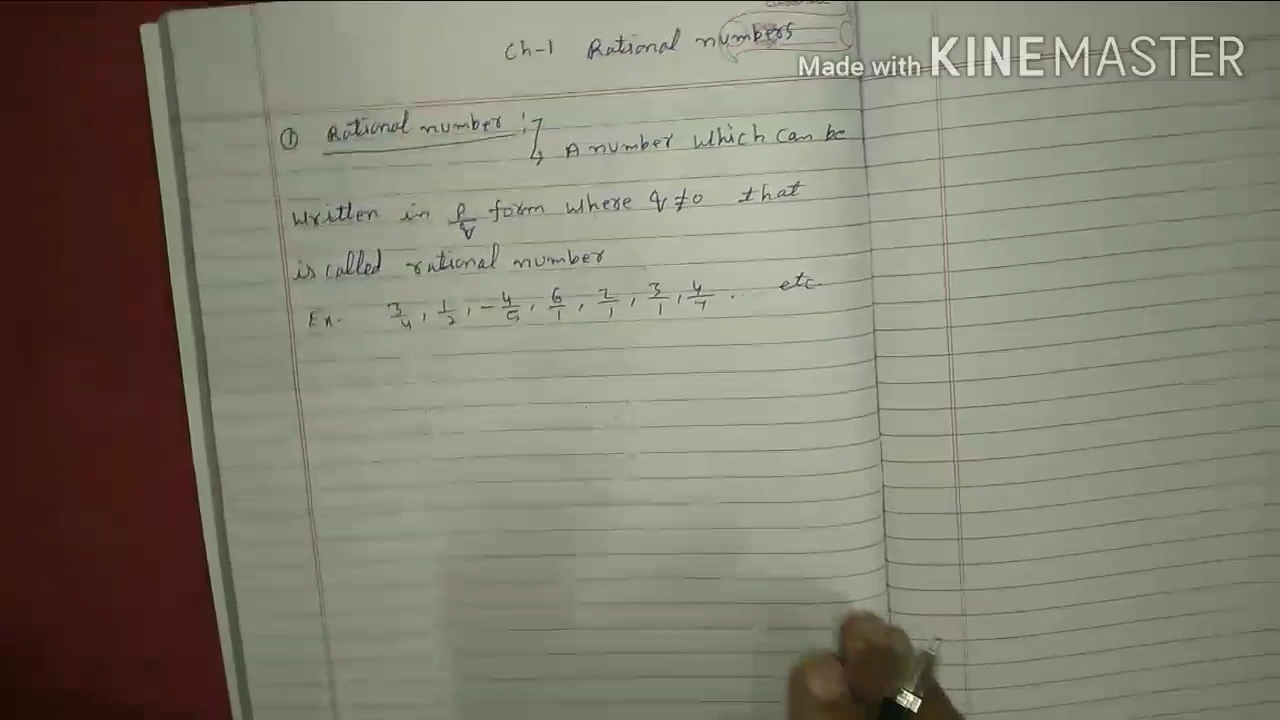 Ch-1 Rational numbers
Made with KINEMASTER
① Rational number :→
↳ A number which can be
written in p/q form where q≠0 that
is called rational number
Ex. 3/4, 1/2, -4/5, 6/1, 2/1, 3/1, 4/7 ... etc